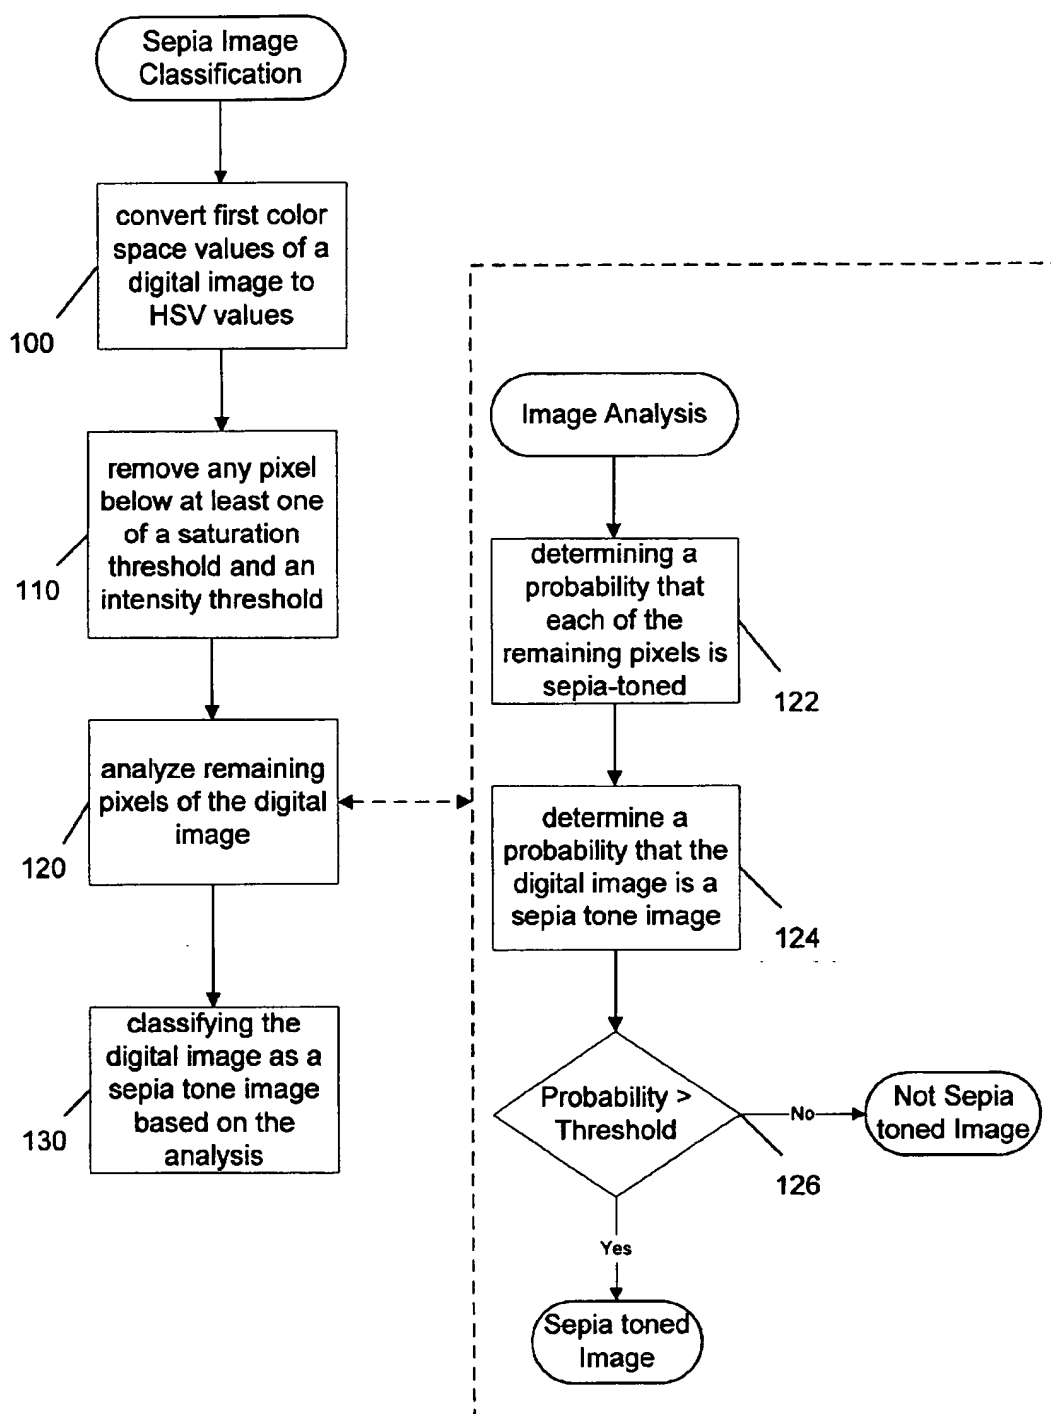 Sepia Image
Classification
convert first color
space values of a
digital image to
HSV values
100
remove any pixel
below at least one
of a saturation
threshold and an
intensity threshold
110
analyze remaining
pixels of the digital
image
120
classifying the
digital image as a
sepia tone image
based on the
analysis
130
Image Analysis
determining a
probability that
each of the
remaining pixels is
sepia-toned
122
determine a
probability that the
digital image is a
sepia tone image
124
Probability >
Threshold
126
No
Not Sepia
toned Image
Yes
Sepia toned
Image